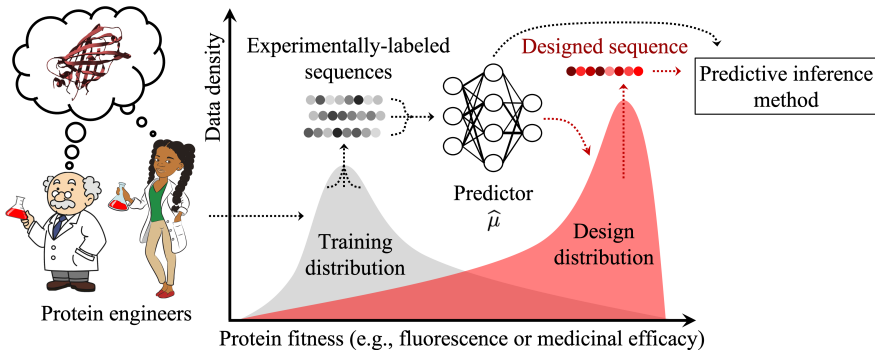 Experimentally-labeled
sequences
Designed sequence
Predictive inference
method
Data density
Predictor
μ̂
Training
distribution
Design
distribution
Protein engineers
Protein fitness (e.g., fluorescence or medicinal efficacy)